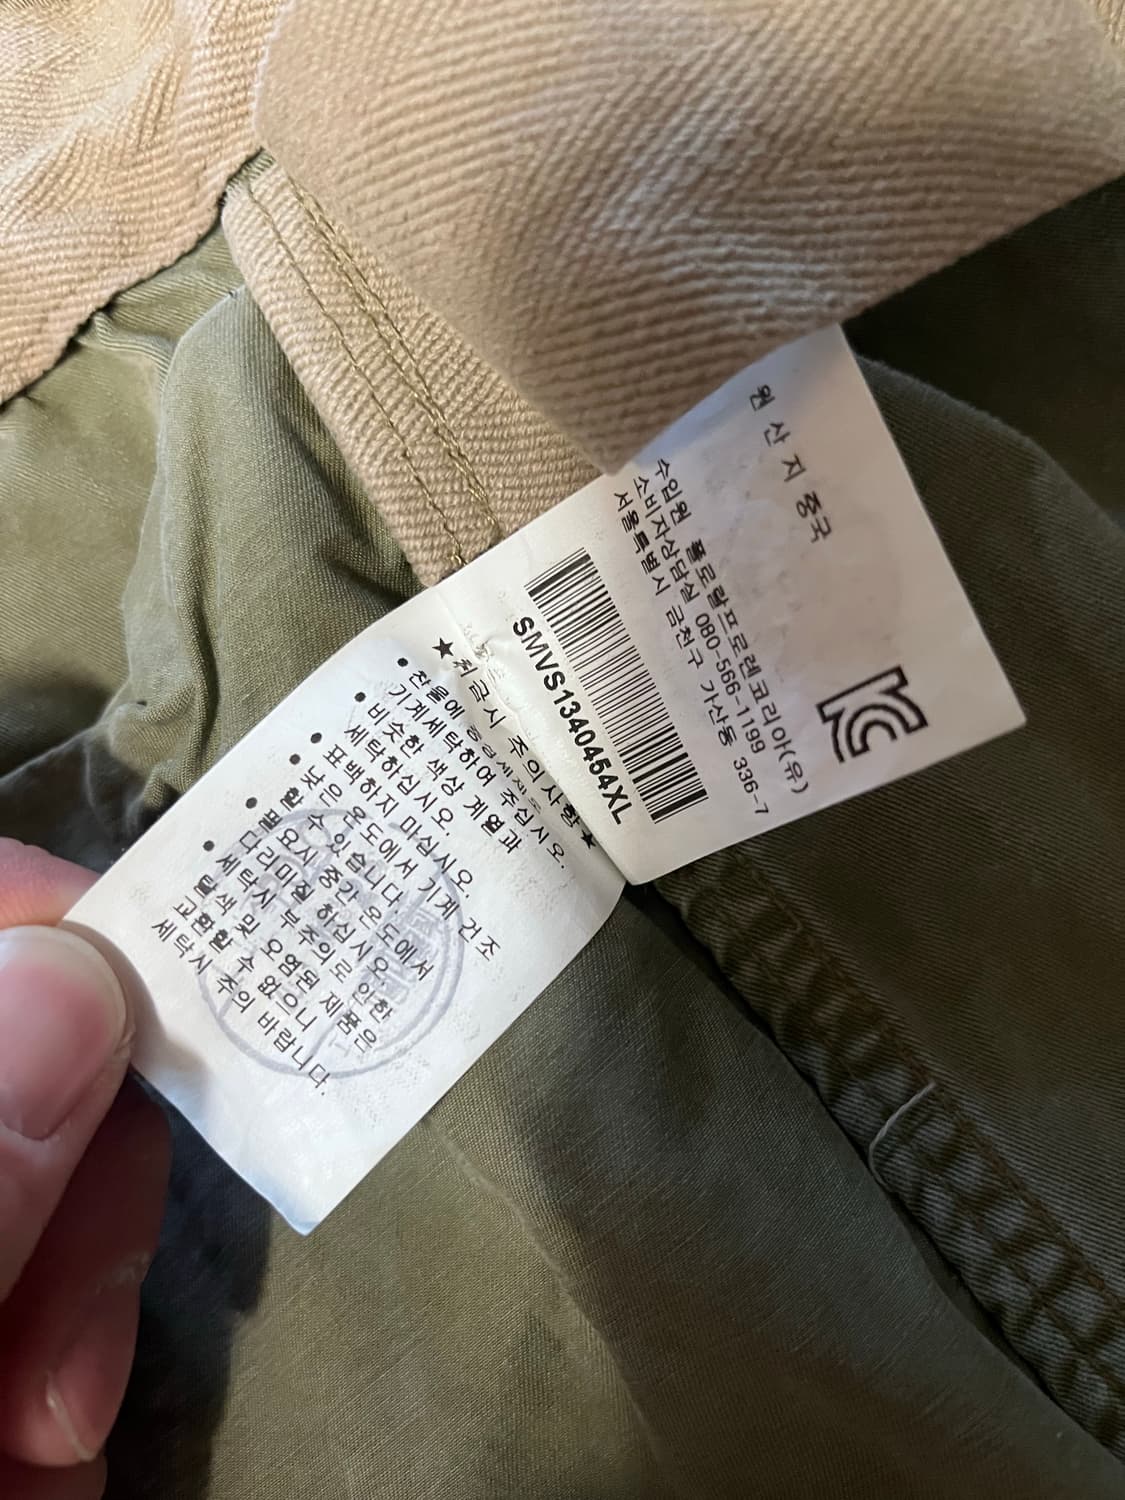 원산지 중국
수입원 플로랄프로렌코리아(유)
소비자상담실 080-566-1199
서울특별시 금천구 가산동 336-7
SMVS1340454XL
★취급시 주의사항★
• 찬물에 중성세제로
기계세탁하여 주십시오.
• 비슷한 색상 계열과
세탁하십시오.
• 표백하지 마십시오.
• 낮은 온도에서 기계 건조
할 수 있습니다.
• 필요시 중간 온도에서
다리미질 하십시오.
• 세탁시 부주의로 인한
탈색 및 오염된 제품은
교환할 수 없으니
세탁시 주의 바랍니다.